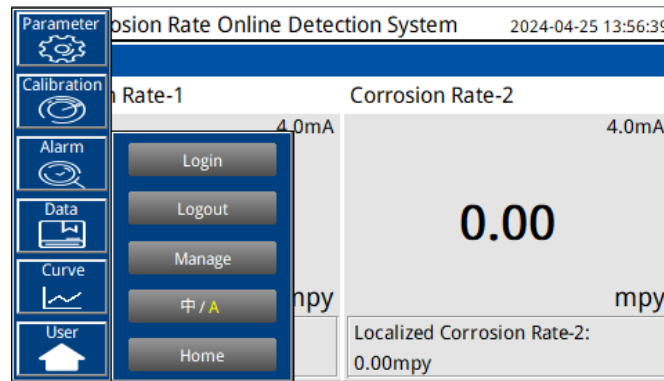 Parameter
osion Rate Online Detection System
2024-04-25 13:56:39
Calibration
Rate-1
Corrosion Rate-2
4.0mA
4.0mA
Alarm
Login
Data
Logout
0.00
Manage
Curve
中/A
mpy
mpy
User
Home
Localized Corrosion Rate-2:
0.00mpy